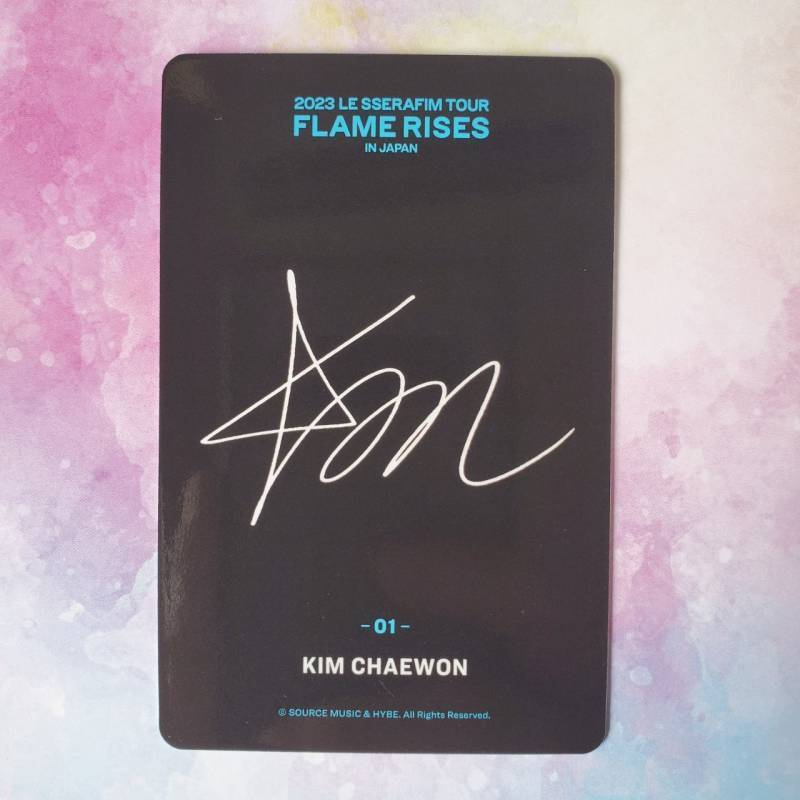 2023 LE SSERAFIM TOUR
FLAME RISES
IN JAPAN
-01-
KIM CHAEWON
© SOURCE MUSIC & HYBE. All Rights Reserved.